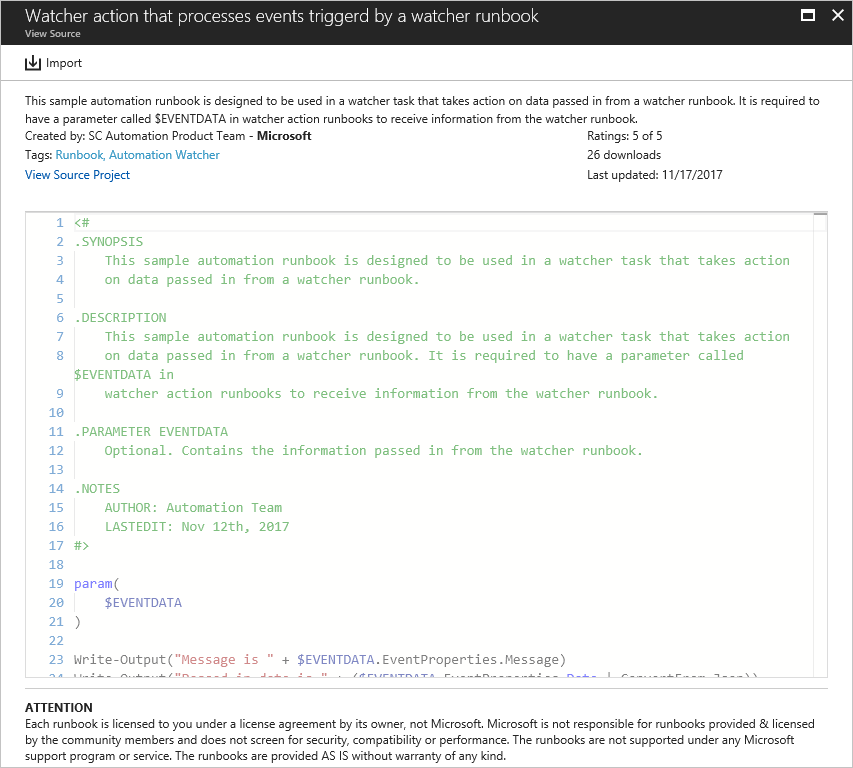 Watcher action that processes events triggerd by a watcher runbook
View Source
Import
This sample automation runbook is designed to be used in a watcher task that takes action on data passed in from a watcher runbook. It is required to
have a parameter called $EVENTDATA in watcher action runbooks to receive information from the watcher runbook.
Created by: SC Automation Product Team - Microsoft
Ratings: 5 of 5
Tags: Runbook, Automation Watcher
26 downloads
View Source Project
Last updated: 11/17/2017
1 <#
2 .SYNOPSIS
3     This sample automation runbook is designed to be used in a watcher task that takes action
4     on data passed in from a watcher runbook.
5
6 .DESCRIPTION
7     This sample automation runbook is designed to be used in a watcher task that takes action
8     on data passed in from a watcher runbook. It is required to have a parameter called
$EVENTDATA in
9     watcher action runbooks to receive information from the watcher runbook.
10
11 .PARAMETER EVENTDATA
12     Optional. Contains the information passed in from the watcher runbook.
13
14 .NOTES
15     AUTHOR: Automation Team
16     LASTEDIT: Nov 12th, 2017
17 #>
18
19 param(
20     $EVENTDATA
21 )
22
23 Write-Output("Message is " + $EVENTDATA.EventProperties.Message)
24 Write-Output("Passed in data is " + ($EVENTDATA.EventProperties.Data | ConvertFrom-Json))
ATTENTION
Each runbook is licensed to you under a license agreement by its owner, not Microsoft. Microsoft is not responsible for runbooks provided & licensed
by the community members and does not screen for security, compatibility or performance. The runbooks are not supported under any Microsoft
support program or service. The runbooks are provided AS IS without warranty of any kind.